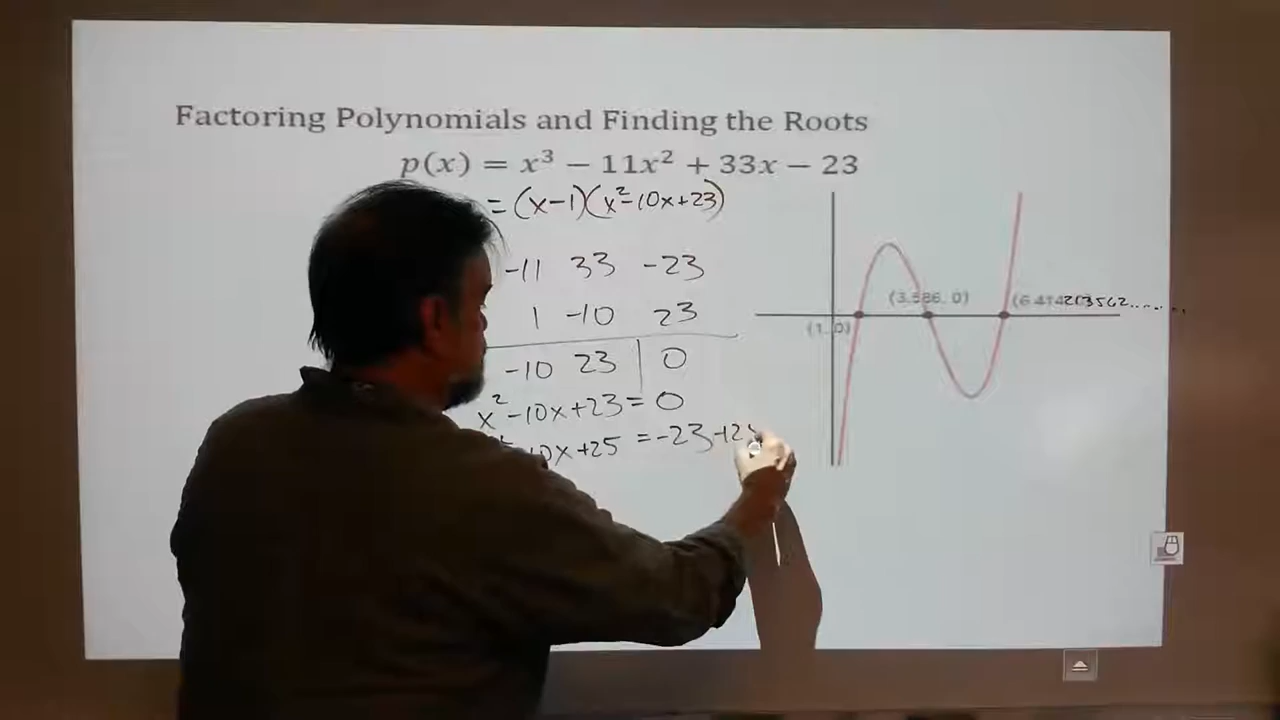 Factoring Polynomials and Finding the Roots
p(x) = x³ − 11x² + 33x − 23
= (x-1)(x²-10x+23)
-11 33 -23
1 -10 23
-10 23 0
x²-10x+23 = 0
10x+25 = -23+2
(3.586, 0)
(6.414213562.......
(1, 0)